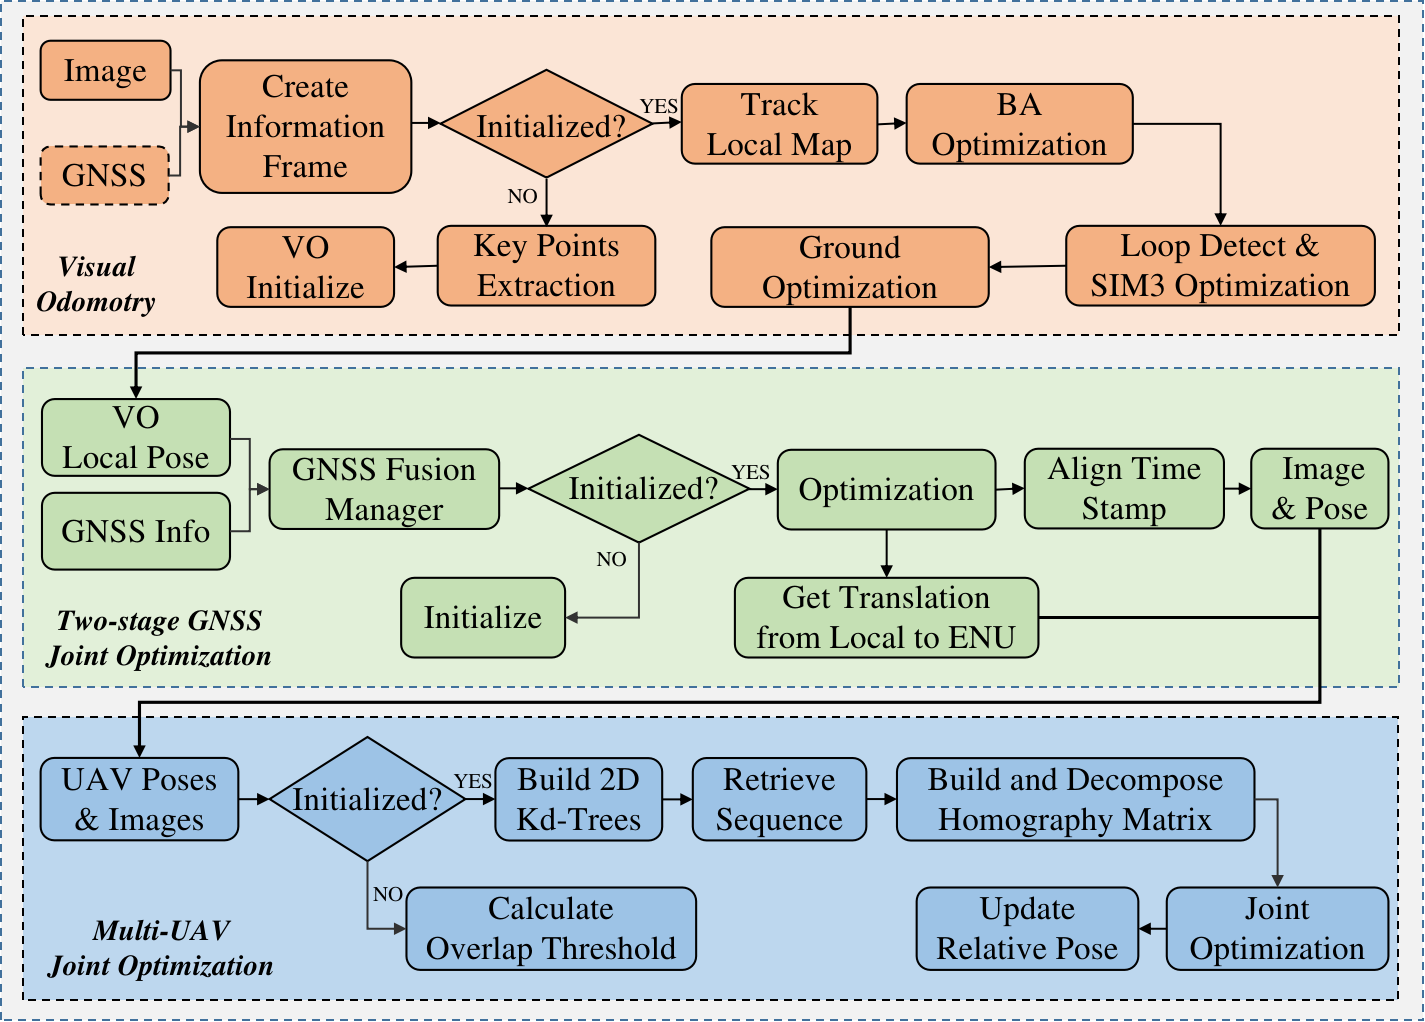 Image
GNSS
Create
Information
Frame
Initialized?
YES
NO
Track
Local Map
BA
Optimization
VO
Initialize
Key Points
Extraction
Ground
Optimization
Loop Detect &
SIM3 Optimization
Visual
Odomotry
VO
Local Pose
GNSS Info
GNSS Fusion
Manager
Initialized?
YES
NO
Optimization
Align Time
Stamp
Image
& Pose
Initialize
Get Translation
from Local to ENU
Two-stage GNSS
Joint Optimization
UAV Poses
& Images
Initialized?
YES
NO
Build 2D
Kd-Trees
Retrieve
Sequence
Build and Decompose
Homography Matrix
Calculate
Overlap Threshold
Update
Relative Pose
Joint
Optimization
Multi-UAV
Joint Optimization